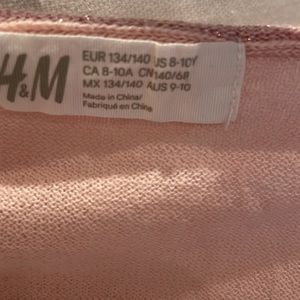 H&M
EUR 134/140 US 8-10Y
CA 8-10A CN 140/68
MX 134/140 AUS 9-10
Made in China/
Fabriqué en Chine